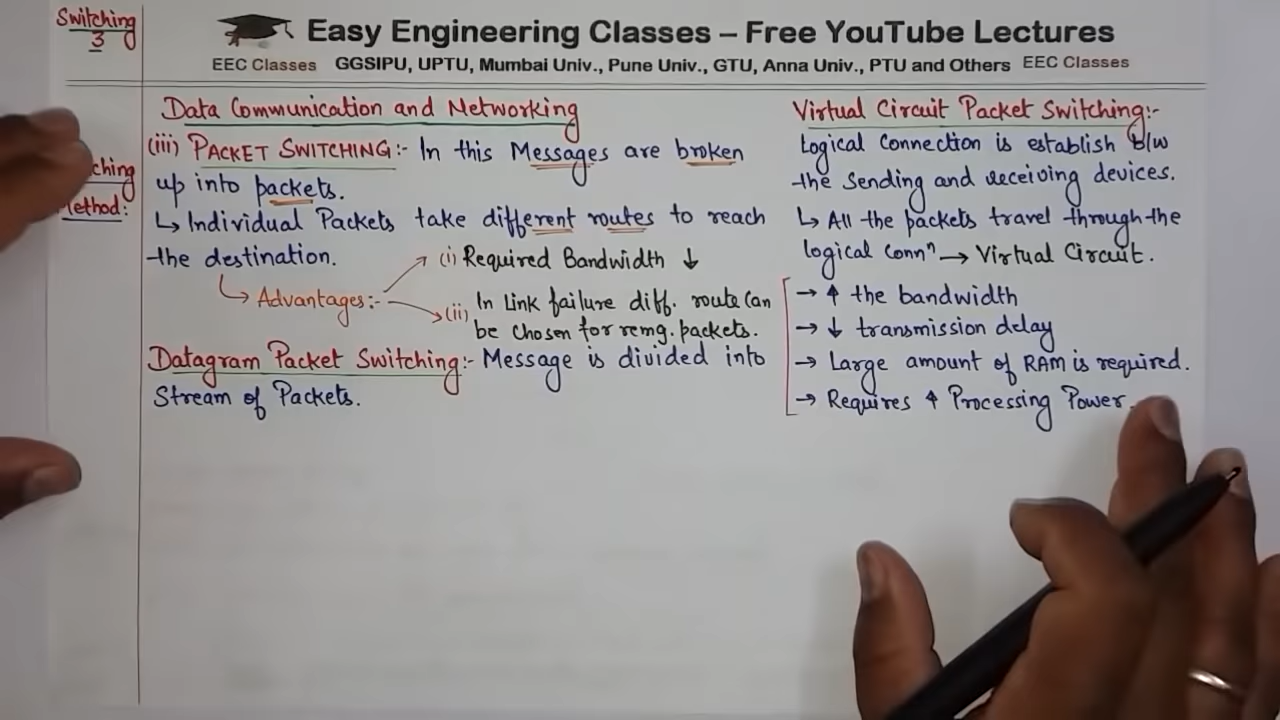 Switching
3
Easy Engineering Classes – Free YouTube Lectures
EEC Classes GGSIPU, UPTU, Mumbai Univ., Pune Univ., GTU, Anna Univ., PTU and Others EEC Classes
ching
Method:
Data Communication and Networking
(iii) PACKET SWITCHING:- In this Messages are broken
up into packets.
↳ Individual Packets take different routes to reach
the destination.
↳ Advantages:- → (i) Required Bandwidth ↓
→ (ii) In Link failure diff. route can
be chosen for remg. packets.
Datagram Packet Switching:- Message is divided into
Stream of Packets.
Virtual Circuit Packet Switching:-
Logical Connection is establish b/w
the Sending and receiving devices.
↳ All the packets travel through the
logical Connⁿ → Virtual Circuit.
→ ↑ the bandwidth
→ ↓ transmission delay
→ Large amount of RAM is required.
→ Requires ↑ Processing Power.